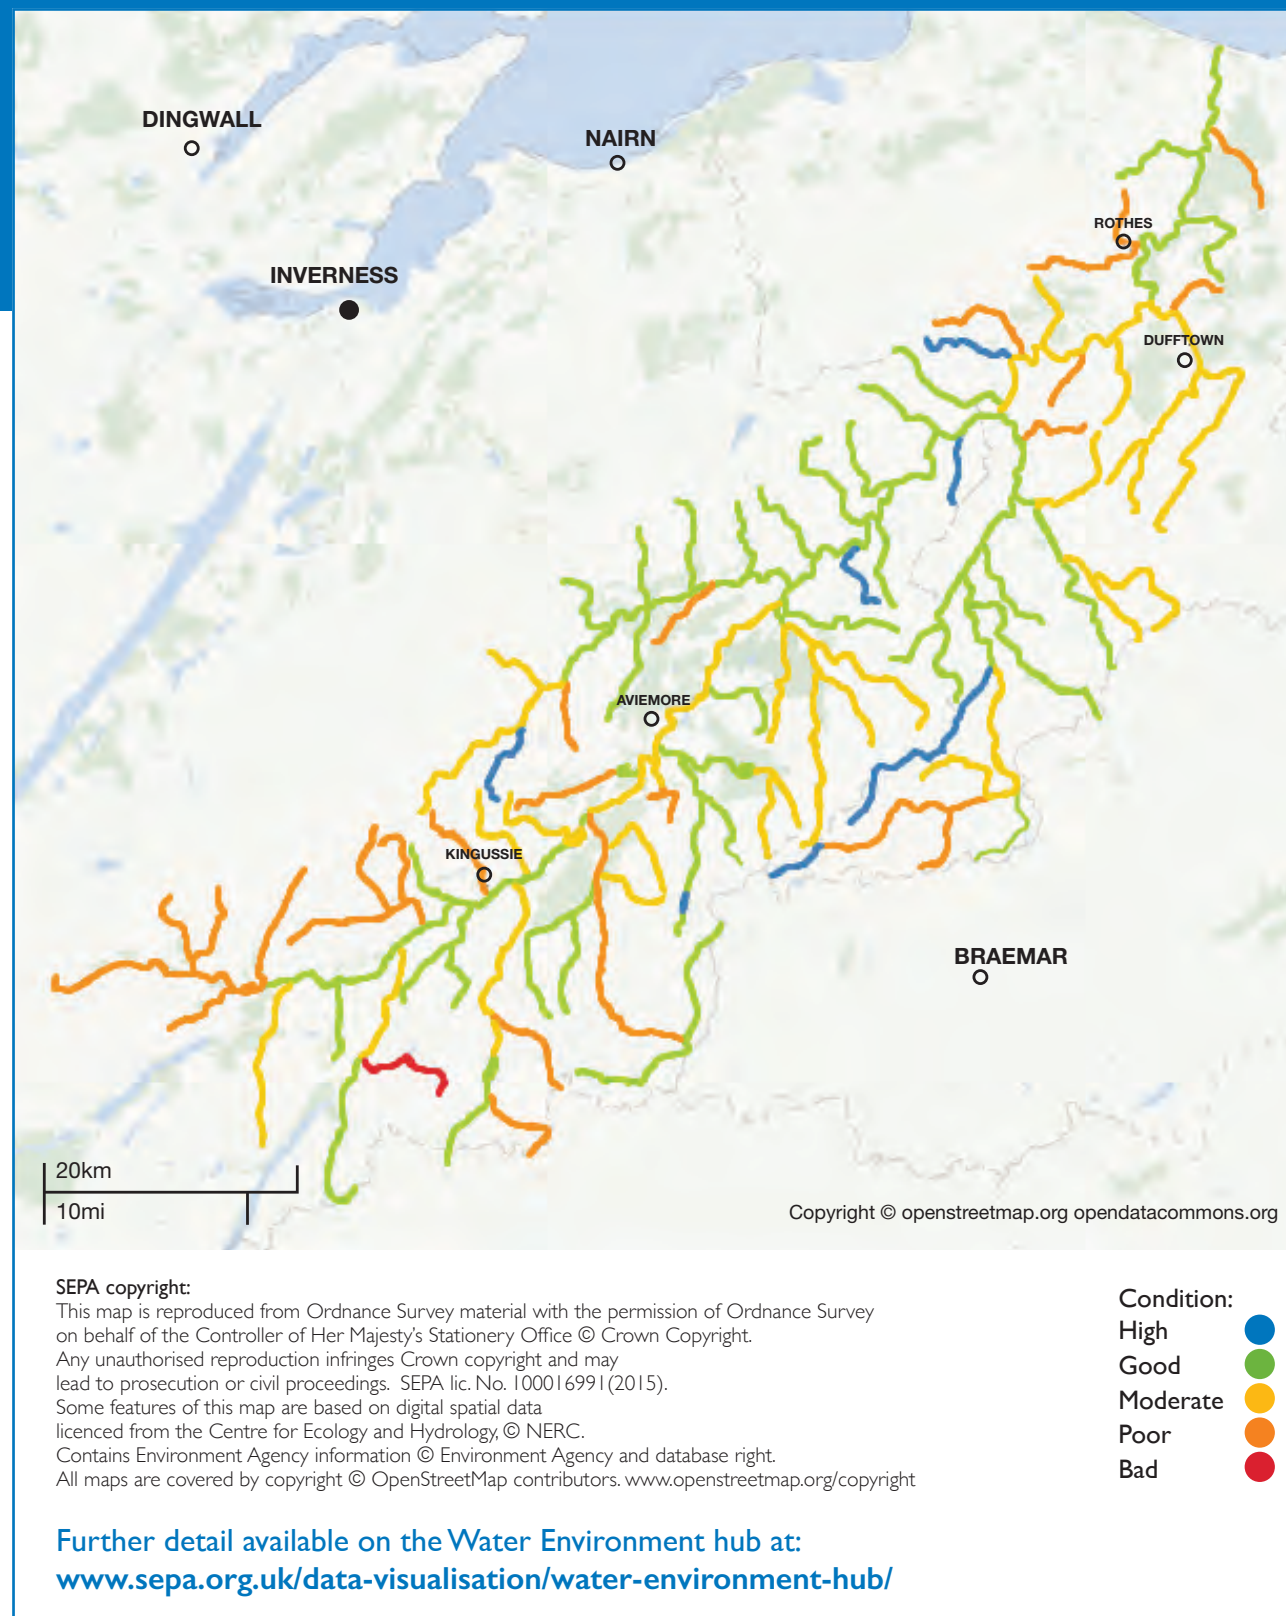 DINGWALL
NAIRN
ROTHES
INVERNESS
DUFFTOWN
AVIEMORE
KINGUSSIE
BRAEMAR
20km
10mi
Copyright © openstreetmap.org opendatacommons.org
SEPA copyright:
This map is reproduced from Ordnance Survey material with the permission of Ordnance Survey
on behalf of the Controller of Her Majesty's Stationery Office © Crown Copyright.
Any unauthorised reproduction infringes Crown copyright and may
lead to prosecution or civil proceedings. SEPA lic. No. 100016991(2015).
Some features of this map are based on digital spatial data
licenced from the Centre for Ecology and Hydrology, © NERC.
Contains Environment Agency information © Environment Agency and database right.
All maps are covered by copyright © OpenStreetMap contributors. www.openstreetmap.org/copyright
Condition:
High
Good
Moderate
Poor
Bad
Further detail available on the Water Environment hub at:
www.sepa.org.uk/data-visualisation/water-environment-hub/